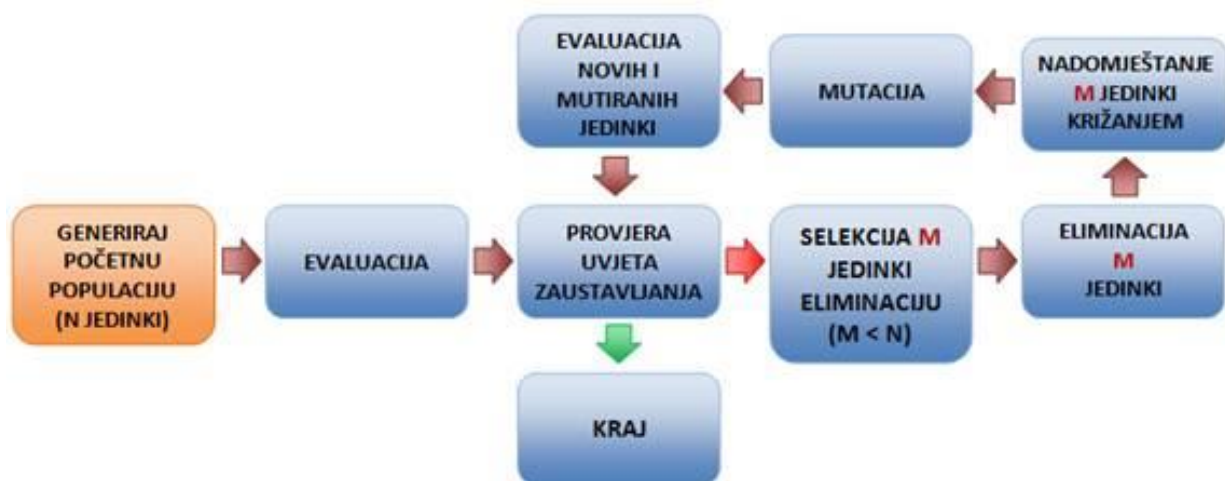 EVALUACIJA
NOVIH I
MUTIRANIH
JEDINKI
MUTACIJA
NADOMJEŠTANJE
M JEDINKI
KRIŽANJEM
GENERIRAJ
POČETNU
POPULACIJU
(N JEDINKI)
EVALUACIJA
PROVJERA
UVJETA
ZAUSTAVLJANJA
SELEKCIJA M
JEDINKI
ELIMINACIJU
(M < N)
ELIMINACIJA
M
JEDINKI
KRAJ